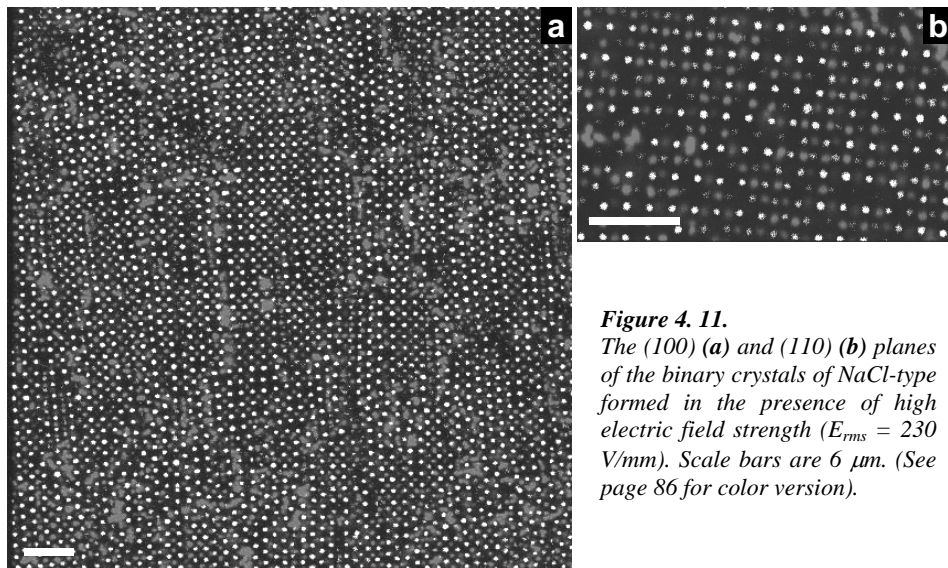 a
b
Figure 4. 11.
The (100) (a) and (110) (b) planes
of the binary crystals of NaCl-type
formed in the presence of high
electric field strength (Erms = 230
V/mm). Scale bars are 6 μm. (See
page 86 for color version).